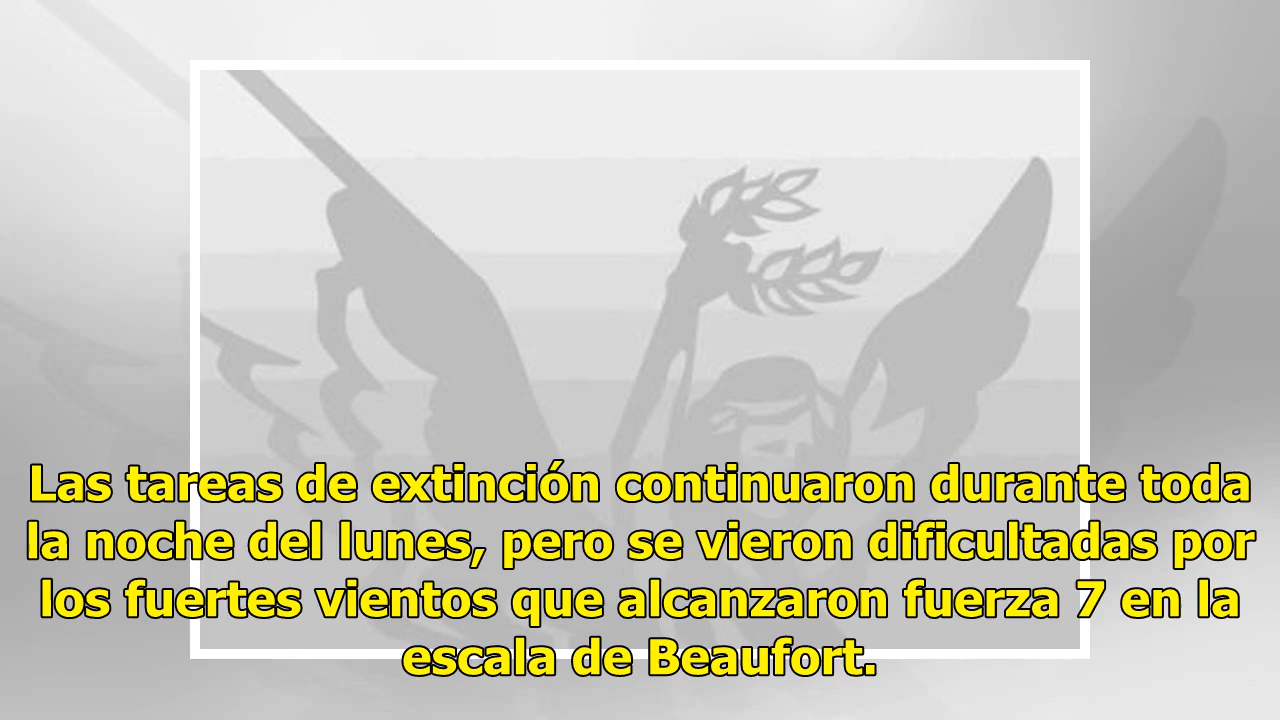 Las tareas de extinción continuaron durante toda
la noche del lunes, pero se vieron dificultadas por
los fuertes vientos que alcanzaron fuerza 7 en la
escala de Beaufort.